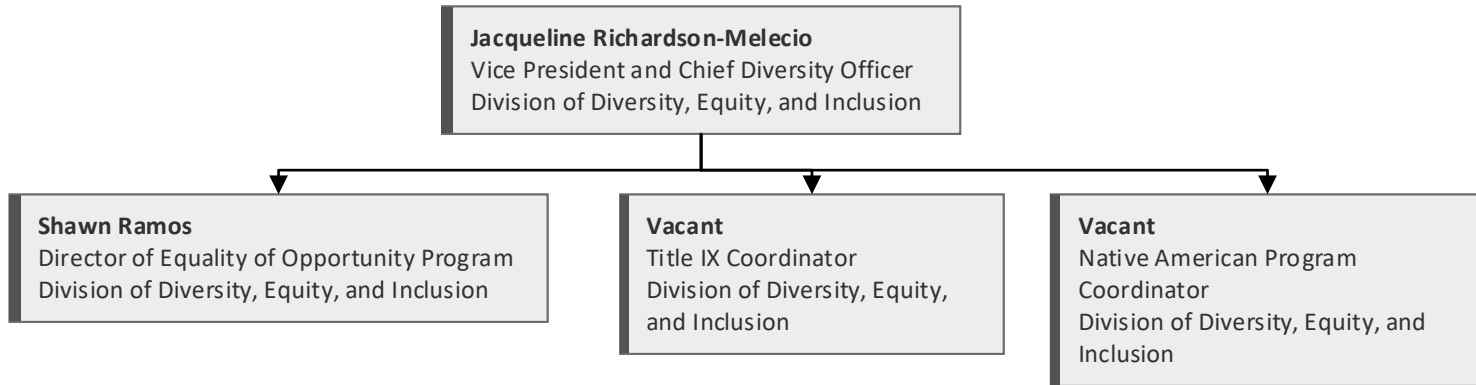 Jacqueline Richardson-Melecio
Vice President and Chief Diversity Officer
Division of Diversity, Equity, and Inclusion
Shawn Ramos
Director of Equality of Opportunity Program
Division of Diversity, Equity, and Inclusion
Vacant
Title IX Coordinator
Division of Diversity, Equity,
and Inclusion
Vacant
Native American Program
Coordinator
Division of Diversity, Equity, and
Inclusion